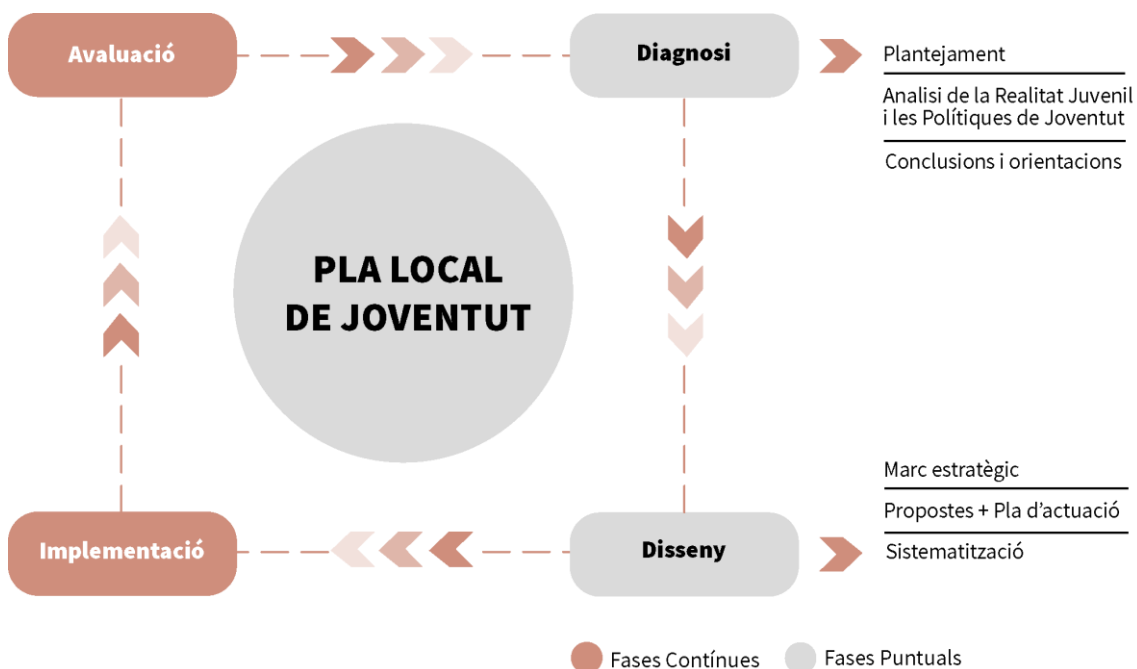 Avaluació
Diagnosi
Plantejament
Analisi de la Realitat Juvenil
i les Polítiques de Joventut
Conclusions i orientacions
PLA LOCAL
DE JOVENTUT
Implementació
Disseny
Marc estratègic
Propostes + Pla d’actuació
Sistematització
Fases Contínues
Fases Puntuals